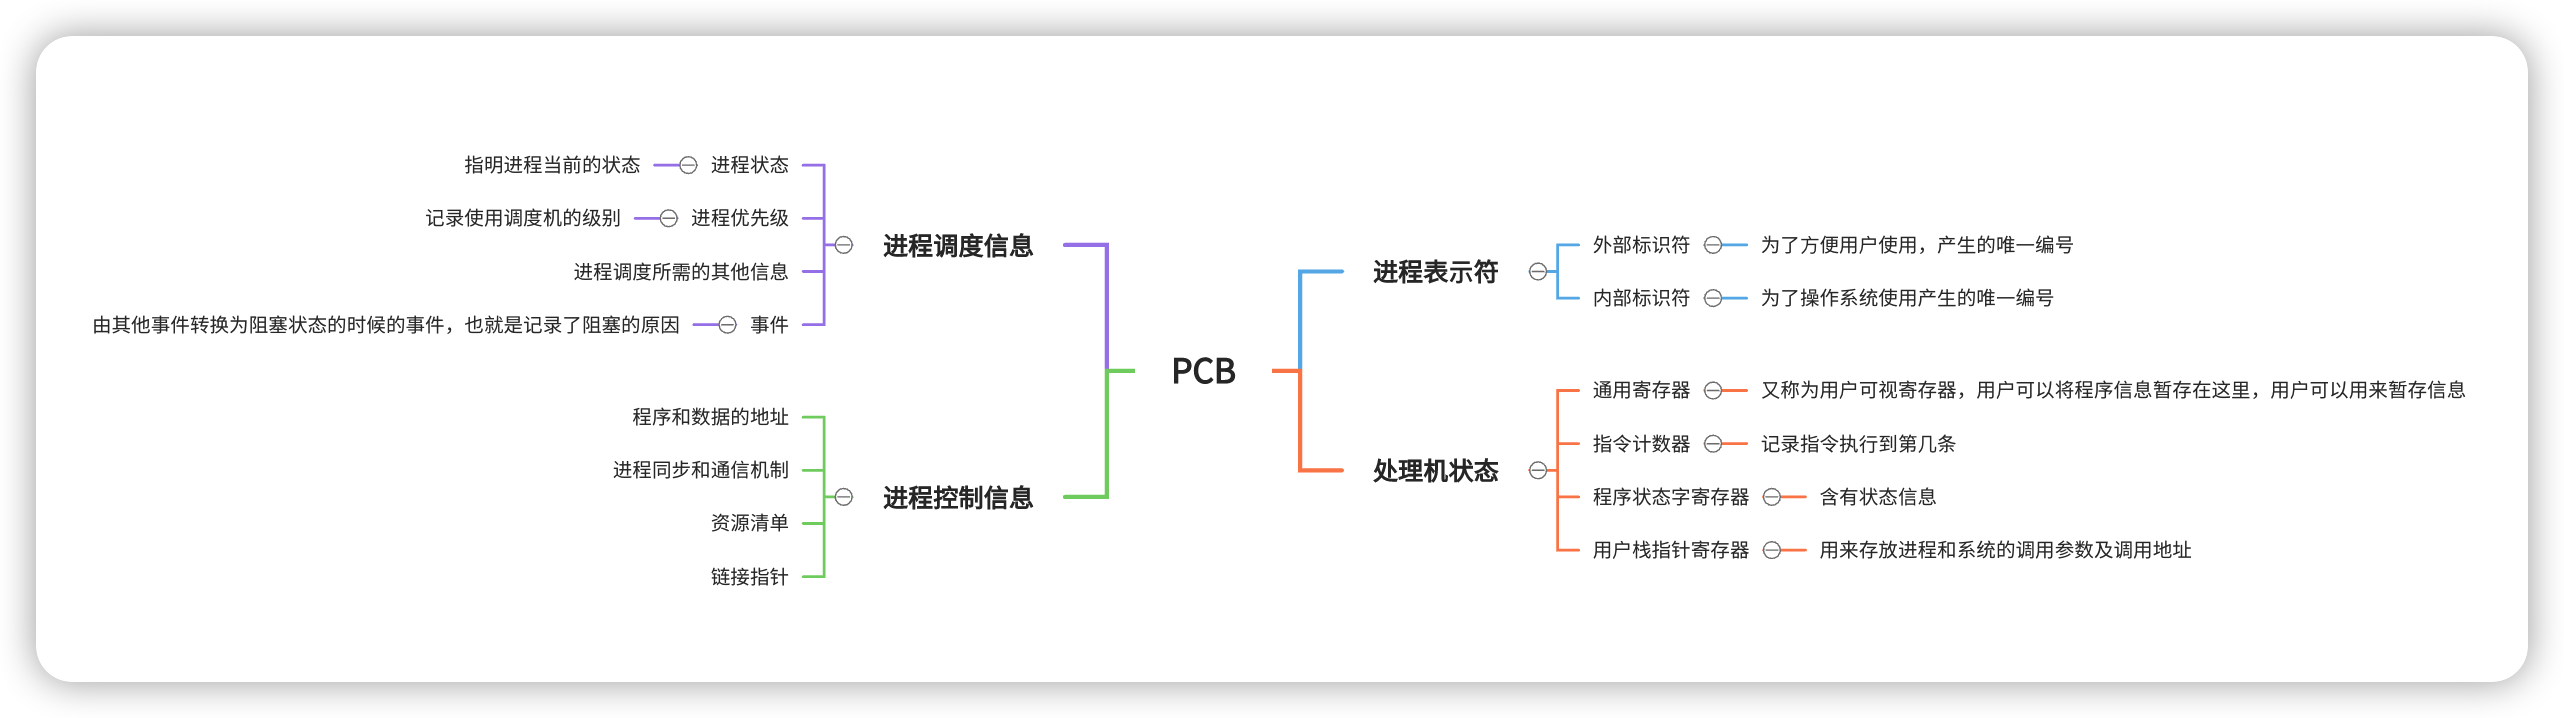 PCB
进程表示符
外部标识符
为了方便用户使用，产生的唯一编号
内部标识符
为了操作系统使用产生的唯一编号
处理机状态
通用寄存器
又称为用户可视寄存器，用户可以将程序信息暂存在这里，用户可以用来暂存信息
指令计数器
记录指令执行到第几条
程序状态字寄存器
含有状态信息
用户栈指针寄存器
用来存放进程和系统的调用参数及调用地址
进程调度信息
进程状态
指明进程当前的状态
进程优先级
记录使用调度机的级别
进程调度所需的其他信息
事件
由其他事件转换为阻塞状态的时候的事件，也就是记录了阻塞的原因
进程控制信息
程序和数据的地址
进程同步和通信机制
资源清单
链接指针